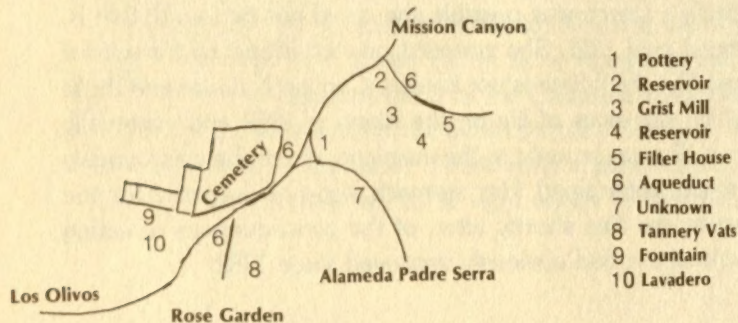 Mission Canyon
2
6
3
5
4
6
1
Cemetery
7
9
10
6
8
Alameda Padre Serra
Los Olivos
Rose Garden
1 Pottery
2 Reservoir
3 Grist Mill
4 Reservoir
Filter House
6 Aqueduct
Unknown
8 Tannery Vats
9 Fountain
10 Lavadero